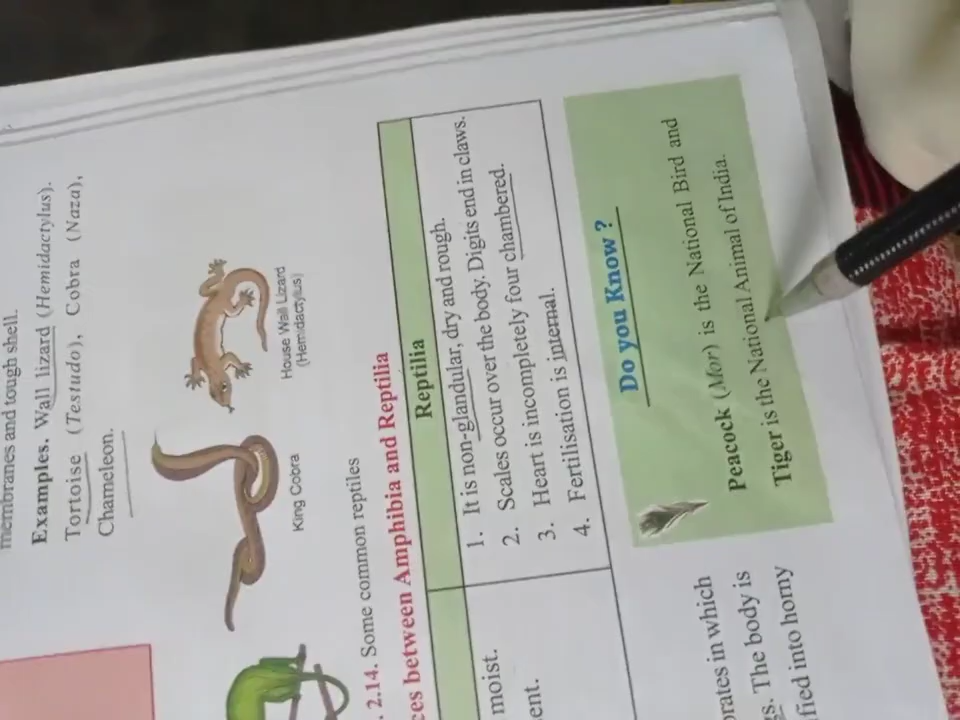 membranes and tough shell.
Examples. Wall lizard (Hemidactylus).
Tortoise (Testudo), Cobra (Naza),
Chameleon.
King Cobra
House Wall Lizard
(Hemidactylus)
. 2.14. Some common reptiles
ces between Amphibia and Reptilia
Reptilia
1. It is non-glandular, dry and rough.
2. Scales occur over the body. Digits end in claws.
3. Heart is incompletely four chambered.
4. Fertilisation is internal.
moist.
ent.
Do you Know ?
Peacock (Mor) is the National Bird and
Tiger is the National Animal of India.
brates in which
gs. The body is
fied into horny